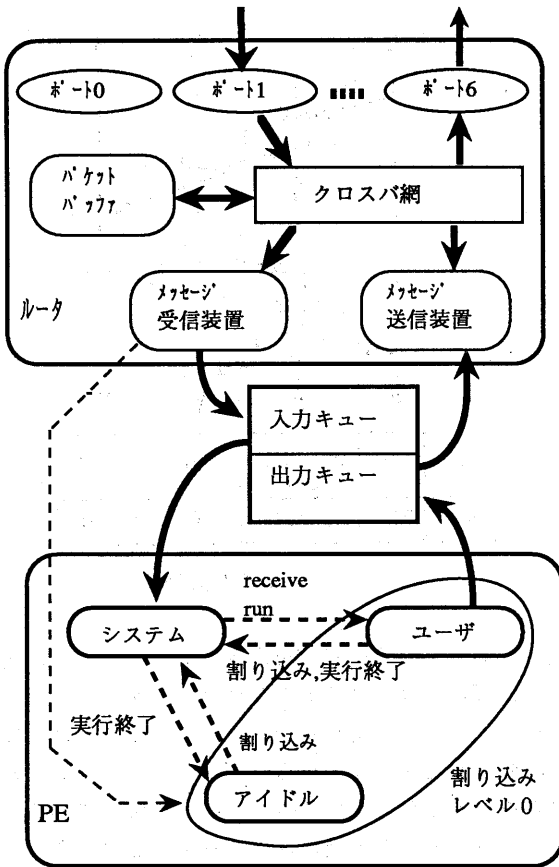 ポート0
ポート1
ポート6
パケット
バッファ
クロスバ網
メッセージ
受信装置
メッセージ
送信装置
ルータ
入力キュー
出力キュー
receive
run
システム
ユーザ
割り込み,実行終了
実行終了
割り込み
アイドル
割り込み
レベル0
PE